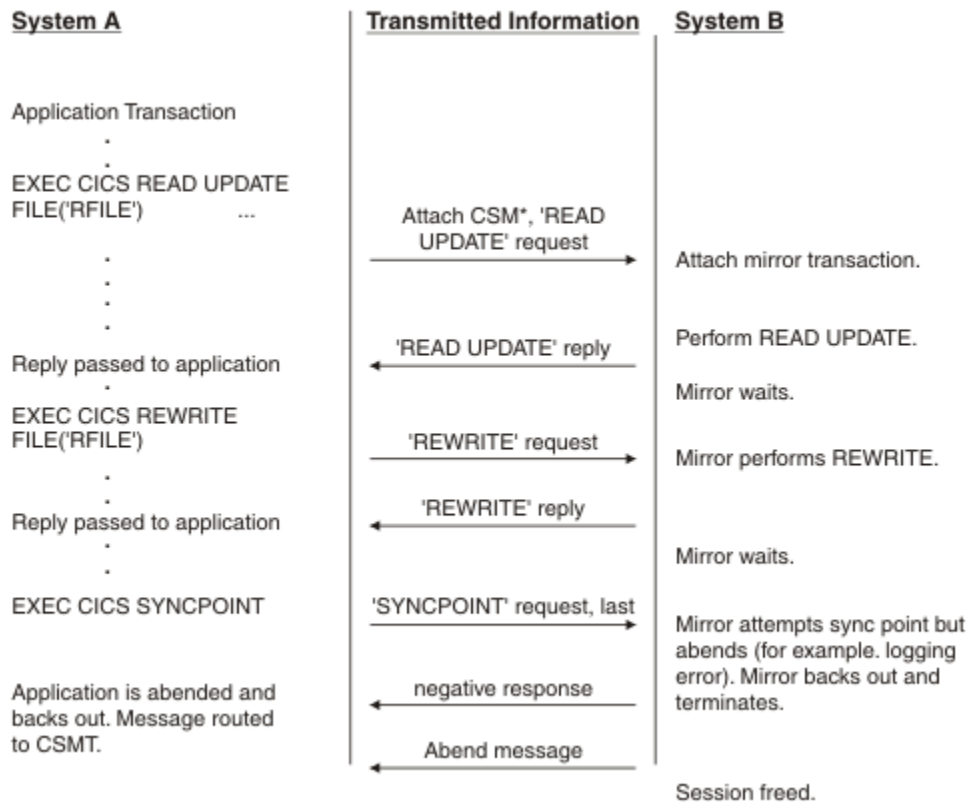 System A
Transmitted Information
System B
Application Transaction
.
.
EXEC CICS READ UPDATE
FILE('RFILE') ...
Attach CSM*, 'READ
UPDATE' request
Attach mirror transaction.
.
.
.
.
Perform READ UPDATE.
'READ UPDATE' reply
Reply passed to application
.
Mirror waits.
EXEC CICS REWRITE
FILE('RFILE')
'REWRITE' request
Mirror performs REWRITE.
.
.
'REWRITE' reply
Reply passed to application
.
.
Mirror waits.
EXEC CICS SYNCPOINT
'SYNCPOINT' request, last
Mirror attempts sync point but
abends (for example. logging
error). Mirror backs out and
terminates.
negative response
Application is abended and
backs out. Message routed
to CSMT.
Abend message
Session freed.